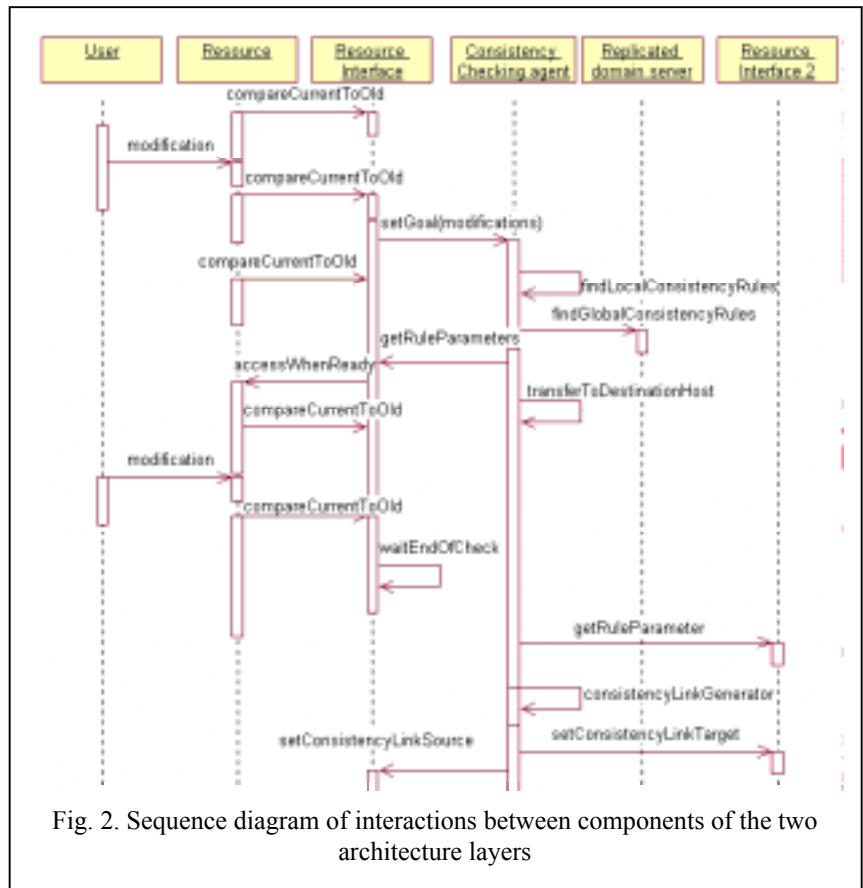 User
Resource
Resource
Interface
Consistency
Checking agent
Replicated
domain server
Resource
Interface 2
compareCurrentToOld
modification
compareCurrentToOld
setGoal(modifications)
compareCurrentToOld
findLocalConsistencyRules
findGlobalConsistencyRules
getRuleParameters
accessWhenReady
transferToDestinationHost
compareCurrentToOld
modification
compareCurrentToOld
waitEndOfCheck
getRuleParameter
consistencyLinkGenerator
setConsistencyLinkSource
setConsistencyLinkTarget
Fig. 2. Sequence diagram of interactions between components of the two
architecture layers